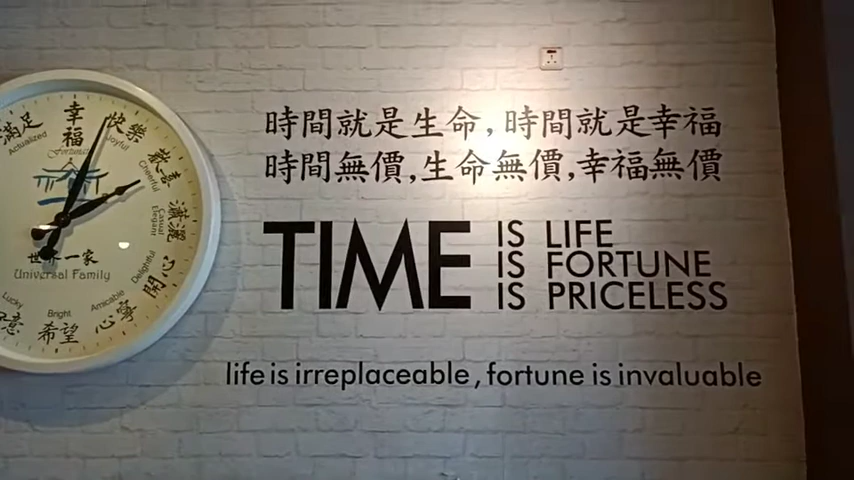 時間就是生命,時間就是幸福
時間無價,生命無價,幸福無價
TIME IS LIFE
IS FORTUNE
IS PRICELESS
life is irreplaceable, fortune is invaluable
幸福
Fortunate
快樂
Joyful
歡喜
Cheerful
瀟灑
Casual
Elegant
心開
Delightful
心寧
Amicable
希望
Bright
Lucky
滿足
Actualized
世界一家
Universal Family